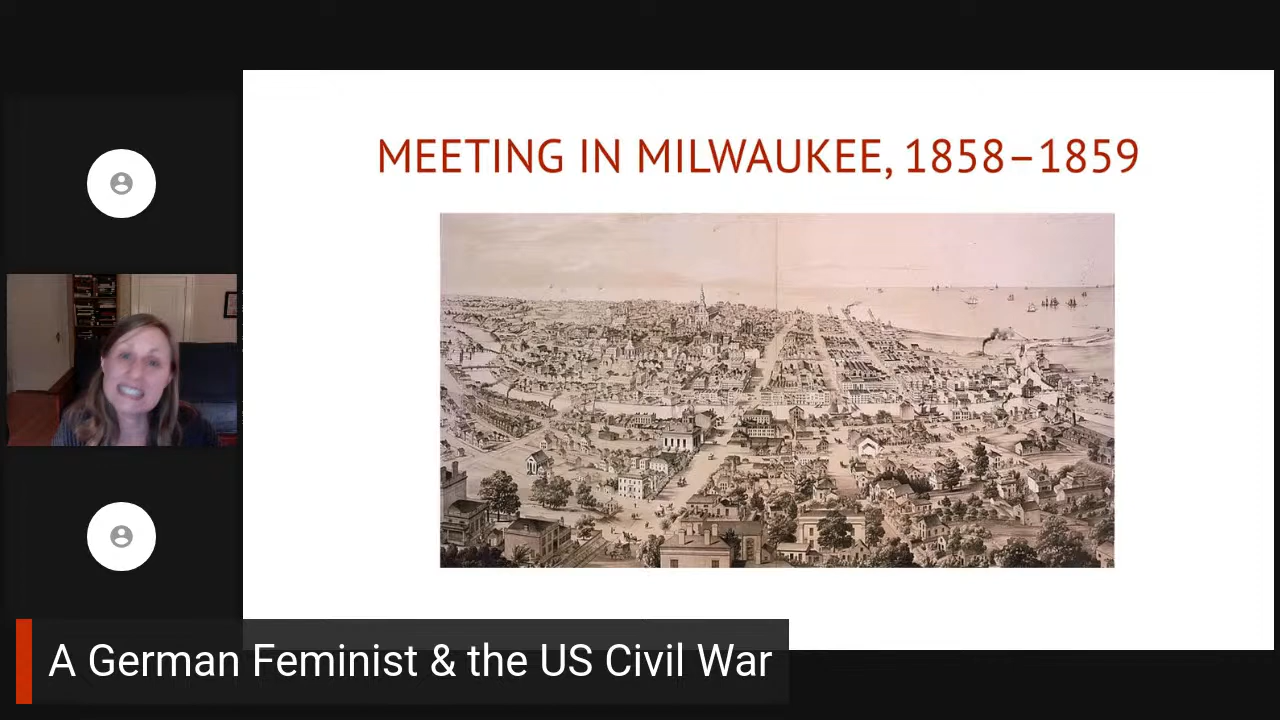 MEETING IN MILWAUKEE, 1858–1859
A German Feminist & the US Civil War